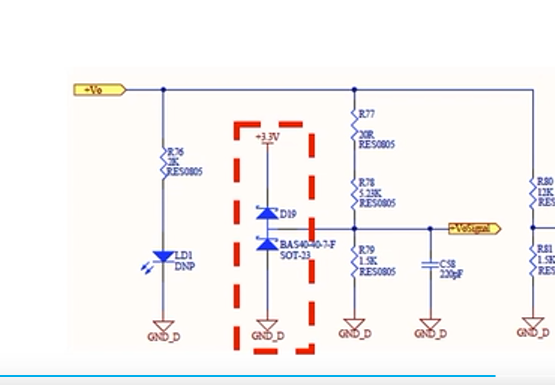 +Vo
R76
2K
RES0805
LD1
DNP
GND_D
+3.3V
D19
BAS40-40-7-F
SOT-23
GND_D
R77
20R
RES0805
R78
5.23K
RES0805
R79
1.5K
RES0805
GND_D
+VoSignal
C58
220pF
GND_D
R80
12K
RES
R81
1.5K
RES
GND_D